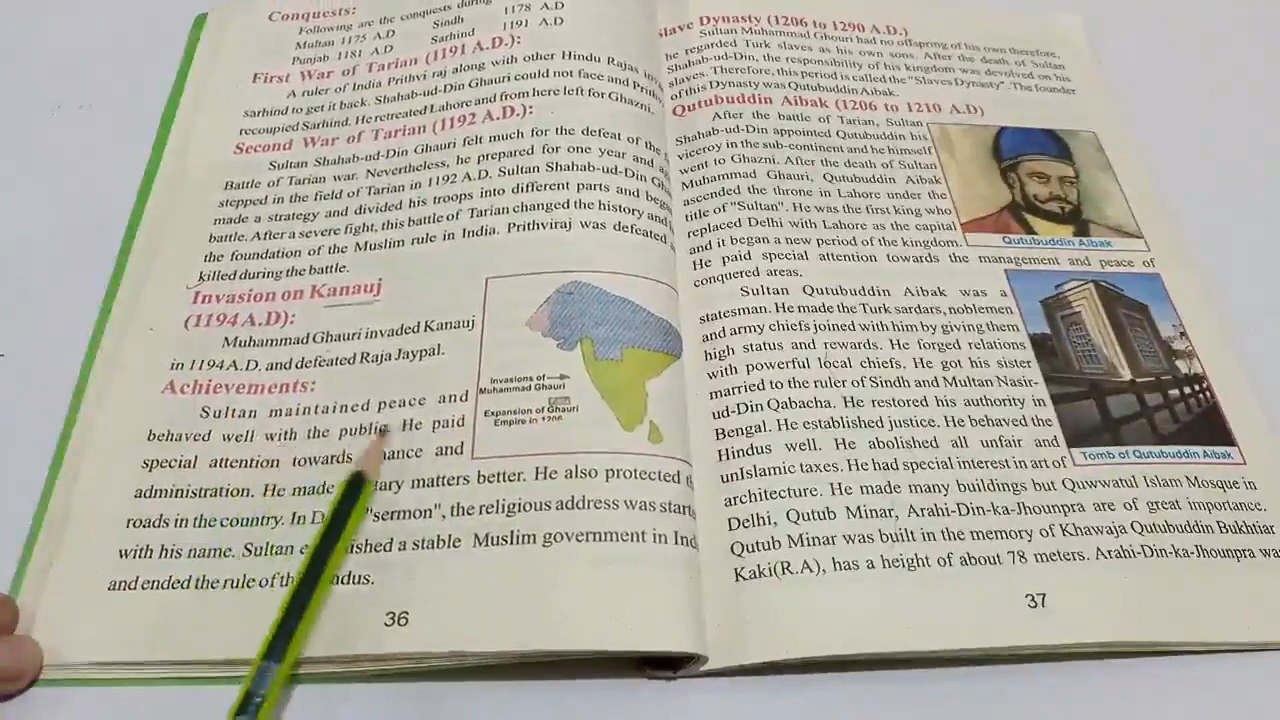 Conquests:
Following are the conquests during
Multan 1175 A.D Sindh 1178 A.D
Punjab 1181 A.D Sarhind 1191 A.D
First War of Tarian (1191 A.D.):
A ruler of India Prithvi raj along with other Hindu Rajas
Sarhind to get it back. Shahab-ud-Din Ghauri could not face and
recoupied Sarhind. He retreated Lahore and from here left for Ghazni.
Second War of Tarian (1192 A.D.):
Sultan Shahab-ud-Din Ghauri felt much for the defeat of the
Battle of Tarian war. Nevertheless, he prepared for one year and
stepped in the field of Tarian in 1192 A.D. Sultan Shahab-ud-Din
made a strategy and divided his troops into different parts and
battle. After a severe fight, this battle of Tarian changed the history and
the foundation of the Muslim rule in India. Prithviraj was defeated
killed during the battle.
Invasion on Kanauj
(1194 A.D):
Muhammad Ghauri invaded Kanauj
in 1194 A.D. and defeated Raja Jaypal.
Achievements:
Sultan maintained peace and
behaved well with the public. He paid
special attention towards and
administration. He made matters better. He also protected
roads in the country. In "sermon", the religious address was
with his name. Sultan a stable Muslim government in
and ended the rule of
Invasions of
Muhammad Ghauri
Expansion of Ghauri
Empire in 1206
36
Slave Dynasty (1206 to 1290 A.D.)
Sultan Muhammad Ghouri had no offspring of his own therefore,
he regarded Turk slaves as his own sons. After the death of Sultan
Shahab-ud-Din, the responsibility of his kingdom was devolved on his
slaves. Therefore, this period is called the "Slaves Dynasty". The founder
of this Dynasty was Qutubuddin Aibak.
Qutubuddin Aibak (1206 to 1210 A.D)
After the battle of Tarian, Sultan
Shahab-ud-Din appointed Qutubuddin his
viceroy in the sub-continent and he himself
went to Ghazni. After the death of Sultan
Muhammad Ghauri, Qutubuddin Aibak
ascended the throne in Lahore under the
title of "Sultan". He was the first king who
replaced Delhi with Lahore as the capital
and it began a new period of the kingdom.
He paid special attention towards the management and peace of
conquered areas.
Qutubuddin Aibak
Sultan Qutubuddin Aibak was a
statesman. He made the Turk sardars, noblemen
and army chiefs joined with him by giving them
high status and rewards. He forged relations
with powerful local chiefs. He got his sister
married to the ruler of Sindh and Multan Nasir-
ud-Din Qabacha. He restored his authority in
Bengal. He established justice. He behaved the
Hindus well. He abolished all unfair and
unIslamic taxes. He had special interest in art of
architecture. He made many buildings but Quwwatul Islam Mosque in
Delhi, Qutub Minar, Arahi-Din-ka-Jhounpra are of great importance.
Qutub Minar was built in the memory of Khawaja Qutubuddin Bukhtiar
Kaki(R.A), has a height of about 78 meters. Arahi-Din-ka-Jhounpra was
Tomb of Qutubuddin Aibak
37